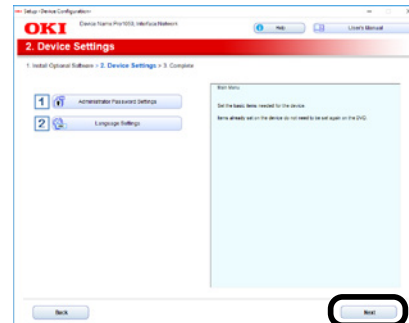 Setup - Device Configuration
OKI
Device Name Pro1050, Interface Network
Help
User's Manual
2. Device Settings
1. Install Optional Software > 2. Device Settings > 3. Complete
1
Administrator Password Settings
2
Language Settings
Main Menu
Set the basic items needed for the device.
Items already set on the device do not need to be set again on the DVD.
Back
Next